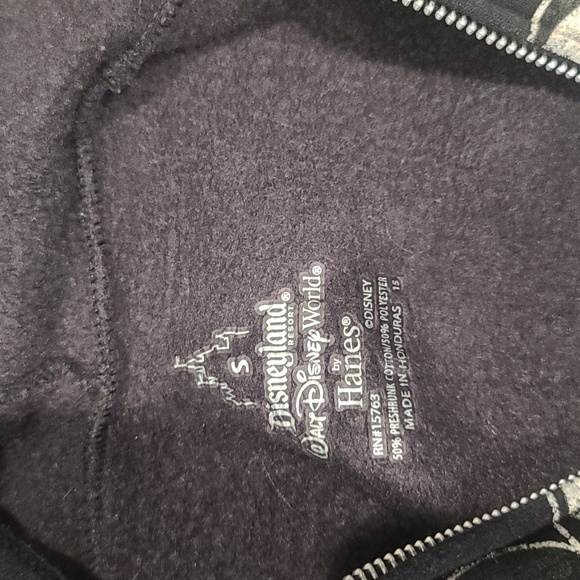 S
Disneyland®
RESORT
WALT DISNEY World®
by
Hanes®
©DISNEY
RN#15763
50% PRESHRUNK COTTON/50% POLYESTER
MADE IN HONDURAS 15